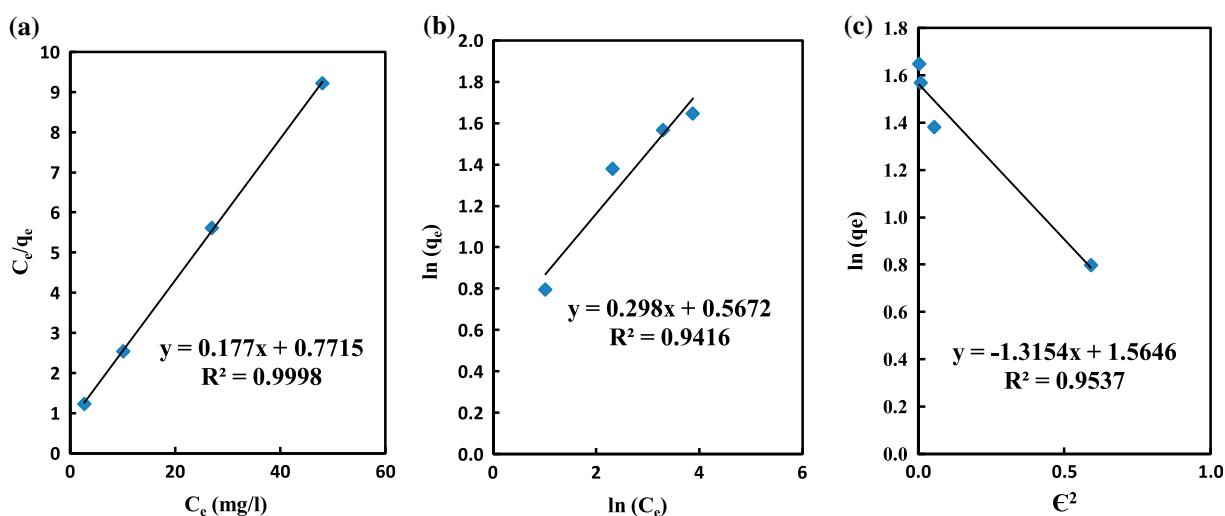 (a)
10
9
8
7
6
5
4
3
2
1
0
0 20 40 60
Cₑ/qₑ
Cₑ (mg/l)
y = 0.177x + 0.7715
R² = 0.9998
(b)
2.0
1.8
1.6
1.4
1.2
1.0
0.8
0.6
0.4
0.2
0.0
0 2 4 6
ln (qₑ)
ln (Cₑ)
y = 0.298x + 0.5672
R² = 0.9416
(c)
1.8
1.6
1.4
1.2
1.0
0.8
0.6
0.4
0.2
0.0
0.0 0.5 1.0
ln (qe)
Є²
y = -1.3154x + 1.5646
R² = 0.9537